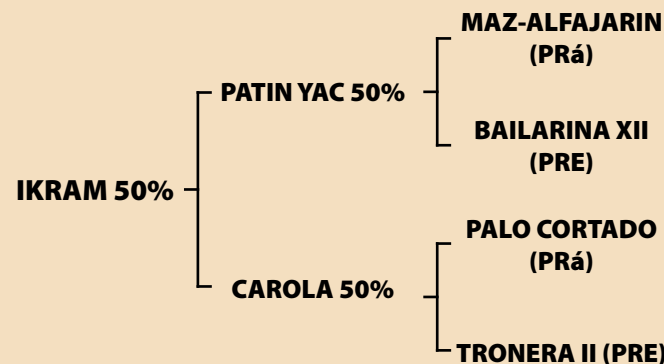 MAZ-ALFAJARIN
(PRá)
PATIN YAC 50%
BAILARINA XII
(PRE)
IKRAM 50%
PALO CORTADO
(PRá)
CAROLA 50%
TRONERA II (PRE)